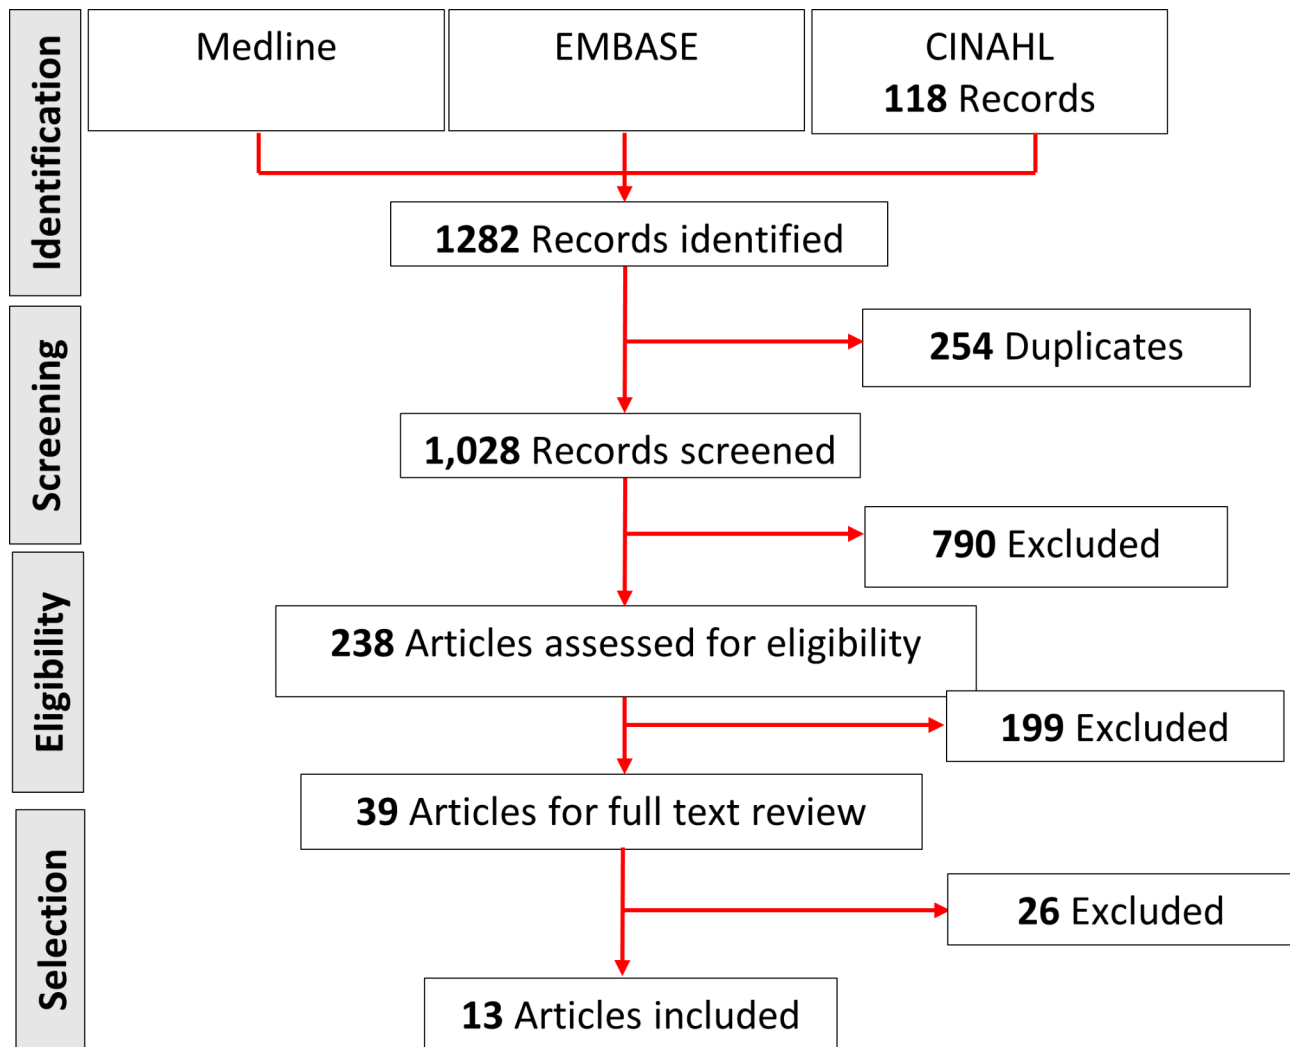 Identification
Medline
EMBASE
CINAHL
118 Records
1282 Records identified
Screening
254 Duplicates
1,028 Records screened
790 Excluded
Eligibility
238 Articles assessed for eligibility
199 Excluded
39 Articles for full text review
Selection
26 Excluded
13 Articles included